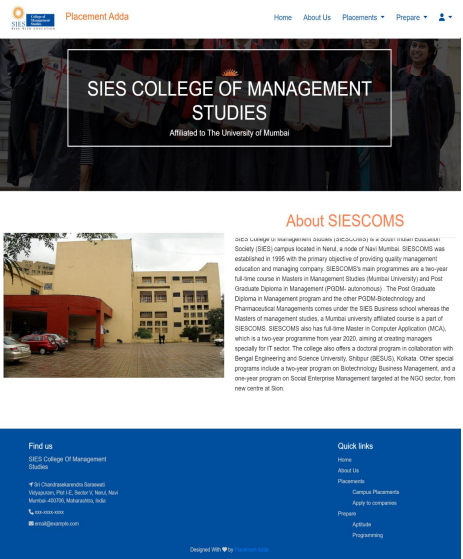 SIES
College of
Management
Studies
RISE WITH EDUCATION
Placement Adda
Home
About Us
Placements
Prepare
SIES COLLEGE OF MANAGEMENT
STUDIES
Affiliated to The University of Mumbai
About SIESCOMS
SIES College of Management Studies (SIESCOMS) is a South Indian Education
Society (SIES) campus located in Nerul, a node of Navi Mumbai. SIESCOMS was
established in 1995 with the primary objective of providing quality management
education and managing company. SIESCOMS's main programmes are a two-year
full-time course in Masters in Management Studies (Mumbai University) and Post
Graduate Diploma in Management (PGDM- autonomous) . The Post Graduate
Diploma in Management program and the other PGDM-Biotechnology and
Pharmaceutical Managements comes under the SIES Business school whereas the
Masters of management studies, a Mumbai university affiliated course is a part of
SIESCOMS. SIESCOMS also has full-time Master in Computer Application (MCA),
which is a two-year programme from year 2020, aiming at creating managers
specially for IT sector. The college also offers a doctoral program in collaboration with
Bengal Engineering and Science University, Shibpur (BESUS), Kolkata. Other special
programs include a two-year program on Biotechnology Business Management, and a
one-year program on Social Enterprise Management targeted at the NGO sector, from
new centre at Sion.
Find us
SIES College Of Management
Studies
Sri Chandrasekarendra Saraswati
Vidyapuram, Plot I-E, Sector V, Nerul, Navi
Mumbai-400706, Maharashtra, India
xxx-xxxx-xxxx
email@example.com
Quick links
Home
About Us
Placements
Campus Placements
Apply to companies
Prepare
Aptitude
Programming
Designed With by Placement Adda